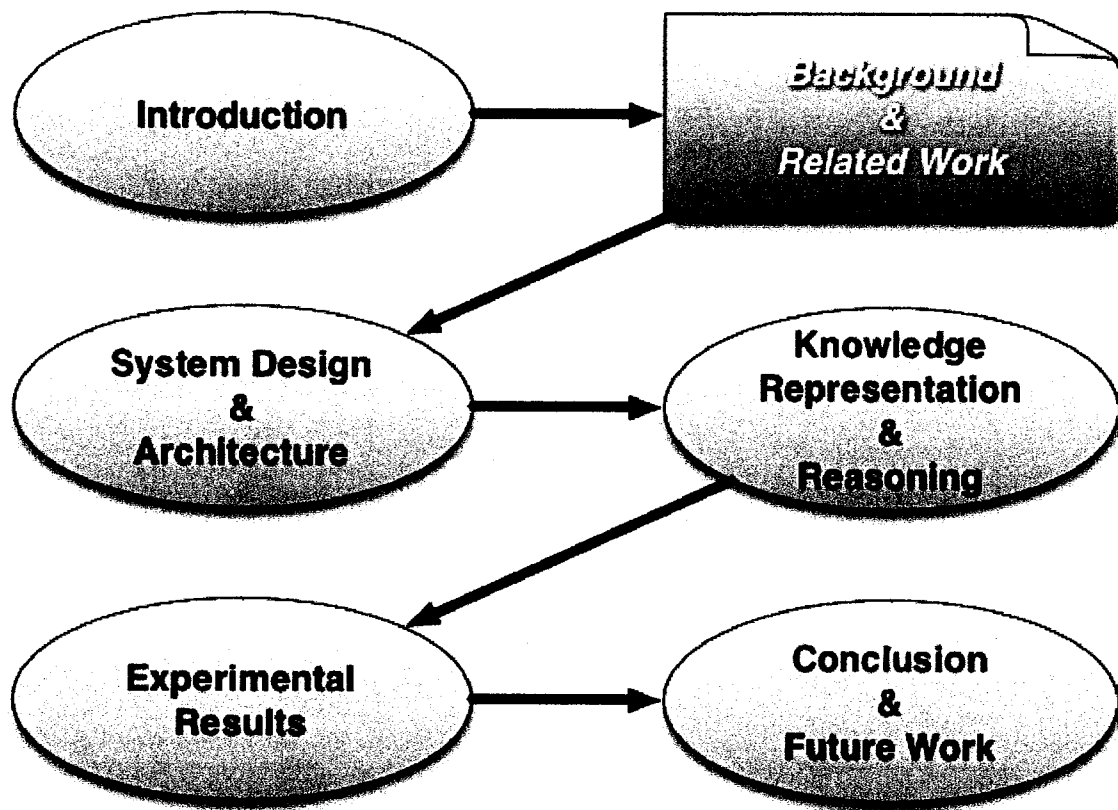 Introduction
Background
&
Related Work
System Design
&
Architecture
Knowledge
Representation
&
Reasoning
Experimental
Results
Conclusion
&
Future Work